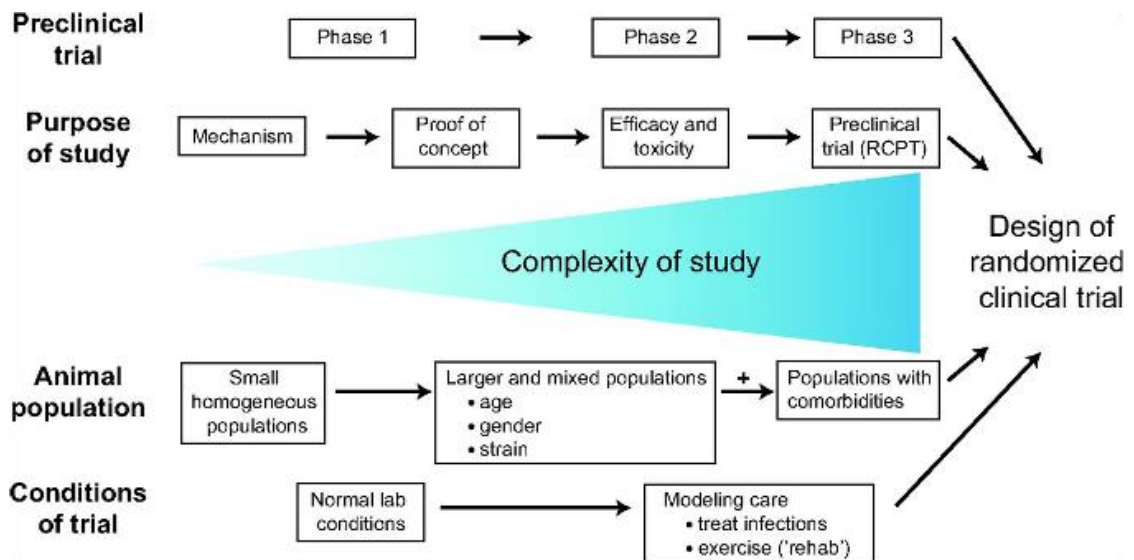 Preclinical
trial
Phase 1
Phase 2
Phase 3
Purpose
of study
Mechanism
Proof of
concept
Efficacy and
toxicity
Preclinical
trial (RCPT)
Complexity of study
Design of
randomized
clinical trial
Animal
population
Small
homogeneous
populations
Larger and mixed populations
• age
• gender
• strain
+
Populations with
comorbidities
Conditions
of trial
Normal lab
conditions
Modeling care
• treat infections
• exercise ('rehab')